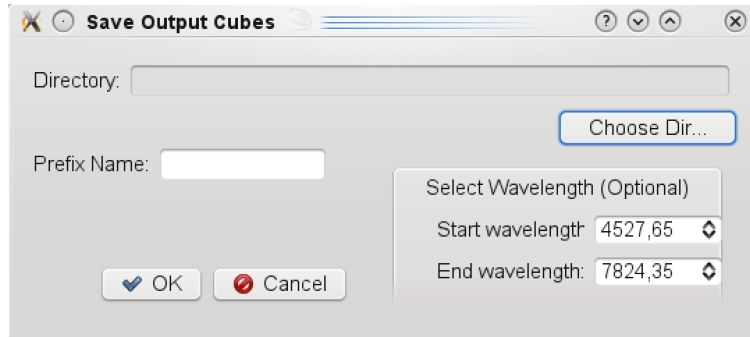 Save Output Cubes
Directory:
Choose Dir...
Prefix Name:
Select Wavelength (Optional)
Start wavelength 4527,65
End wavelength: 7824,35
OK
Cancel